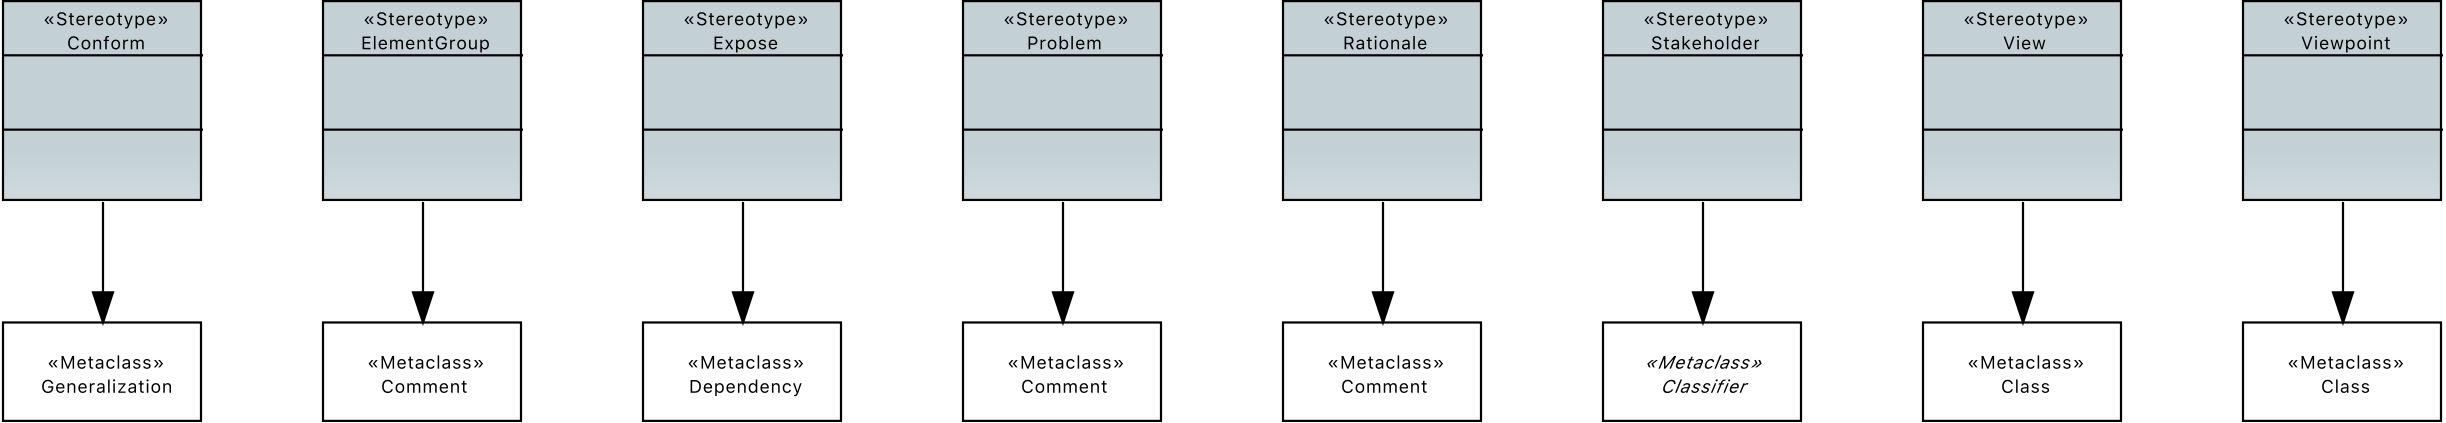 «Stereotype»
Conform
«Stereotype»
ElementGroup
«Stereotype»
Expose
«Stereotype»
Problem
«Stereotype»
Rationale
«Stereotype»
Stakeholder
«Stereotype»
View
«Stereotype»
Viewpoint
«Metaclass»
Generalization
«Metaclass»
Comment
«Metaclass»
Dependency
«Metaclass»
Comment
«Metaclass»
Comment
«Metaclass»
Classifier
«Metaclass»
Class
«Metaclass»
Class